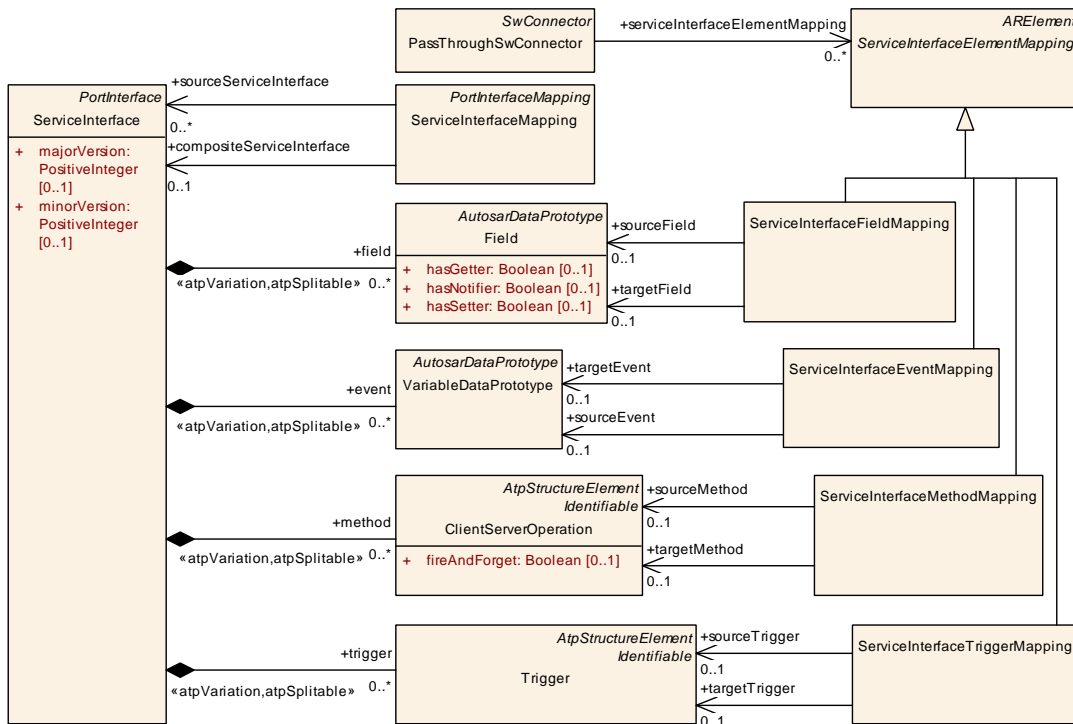 SwConnector
PassThroughSwConnector
+serviceInterfaceElementMapping
0..*
ARElement
ServiceInterfaceElementMapping
PortInterface
ServiceInterface
+ majorVersion:
PositiveInteger
[0..1]
+ minorVersion:
PositiveInteger
[0..1]
+sourceServiceInterface
0..*
+compositeServiceInterface
0..1
PortInterfaceMapping
ServiceInterfaceMapping
+field
«atpVariation,atpSplitable» 0..*
AutosarDataPrototype
Field
+ hasGetter: Boolean [0..1]
+ hasNotifier: Boolean [0..1]
+ hasSetter: Boolean [0..1]
+sourceField
0..1
+targetField
0..1
ServiceInterfaceFieldMapping
+event
«atpVariation,atpSplitable» 0..*
AutosarDataPrototype
VariableDataPrototype
+targetEvent
0..1
+sourceEvent
0..1
ServiceInterfaceEventMapping
+method
«atpVariation,atpSplitable» 0..*
AtpStructureElement
Identifiable
ClientServerOperation
+ fireAndForget: Boolean [0..1]
+sourceMethod
0..1
+targetMethod
0..1
ServiceInterfaceMethodMapping
+trigger
«atpVariation,atpSplitable» 0..*
AtpStructureElement
Identifiable
Trigger
+sourceTrigger
0..1
+targetTrigger
0..1
ServiceInterfaceTriggerMapping